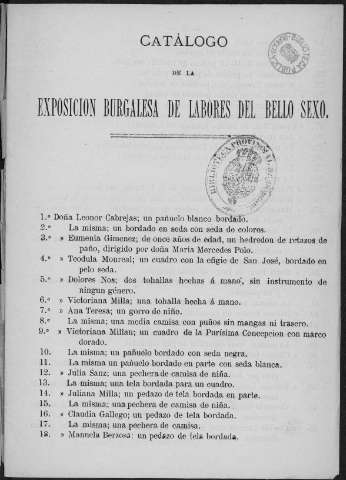 CATÁLOGO
DE LA
EXPOSICION BURGALESA DE LABORES DEL BELLO SEXO.
BIBLIOTECA PROVINCIAL
1.º Doña Leonor Cabrejas; un pañuelo blanco bordado.
2.º La misma; un bordado en seda con seda de colores.
3.º » Eumenia Gimenez; de once años de edad, un hedredon de retazos de
paño, dirigido por doña María Mercedes Polo.
4.º » Teodula Monreal; un cuadro con la efigie de San José, bordado en
pelo seda.
5.º » Dolores Nos; dos tohallas hechas á mano, sin instrumento de
ningun género.
6.º » Victoriana Milla; una tohalla hecha á mano.
7.º » Ana Teresa; un gorro de niño.
8.º La misma; una media camisa con puños sin mangas ni trasero.
9.º » Victoriana Millan; un cuadro de la Purísima Concepcion con marco
dorado.
10. La misma; un pañuelo bordado con seda negra.
11. La misma un pañuelo bordado en parte con seda blanca.
12. » Julia Sanz; una pechera de camisa de niña.
13. La misma; una tela bordada para un cuadro.
14. » Juliana Milla; un pedazo de tela bordada en parte.
15. La misma; una pechera de camisa de niña.
16. » Claudia Gallego; un pedazo de tela bordada.
17. La misma; una pechera de camisa.
18. » Manuela Berzosa; un pedazo de tela bordada.